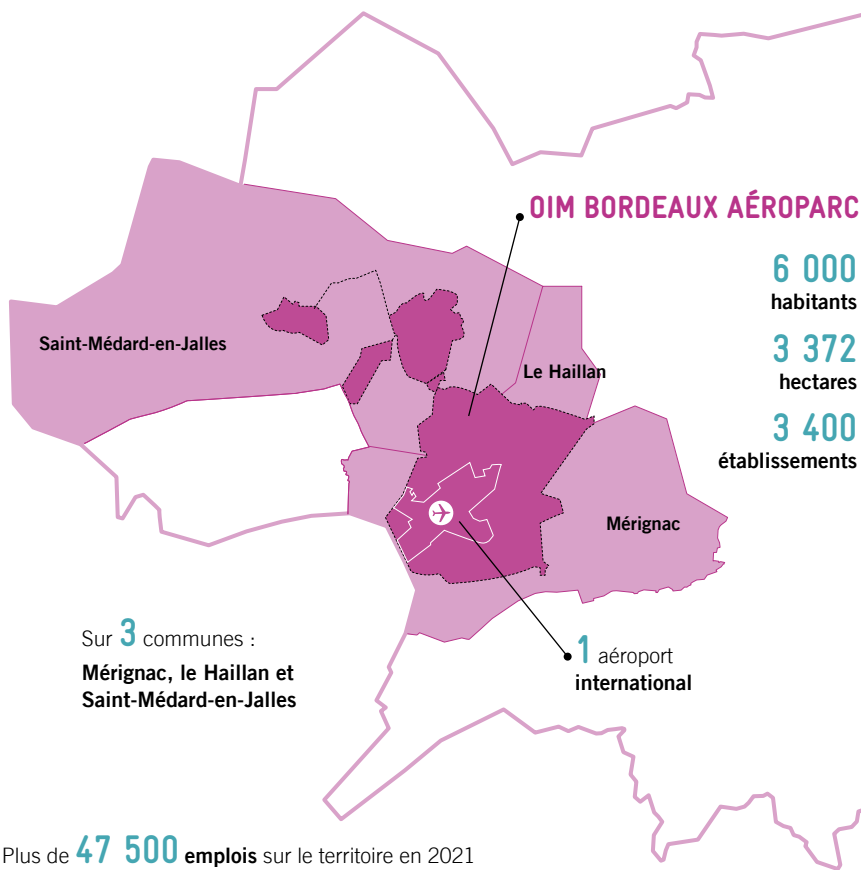 OIM BORDEAUX AÉROPARC
6 000
habitants
3 372
hectares
3 400
établissements
Saint-Médard-en-Jalles
Le Haillan
Mérignac
Sur 3 communes :
Mérignac, le Haillan et
Saint-Médard-en-Jalles
1 aéroport
international
Plus de 47 500 emplois sur le territoire en 2021